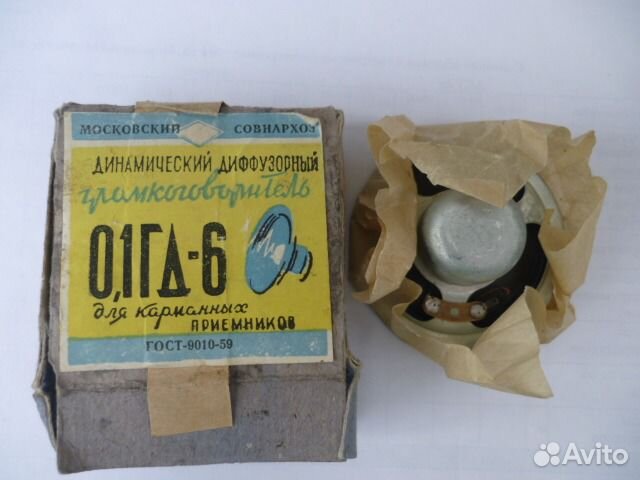 МОСКОВСКИЙ СОВНАРХОЗ
ДИНАМИЧЕСКИЙ ДИФФУЗОРНЫЙ
громкоговоритель
0,1ГД-6
для карманных
ПРИЕМНИКОВ
ГОСТ-9010-59
Avito